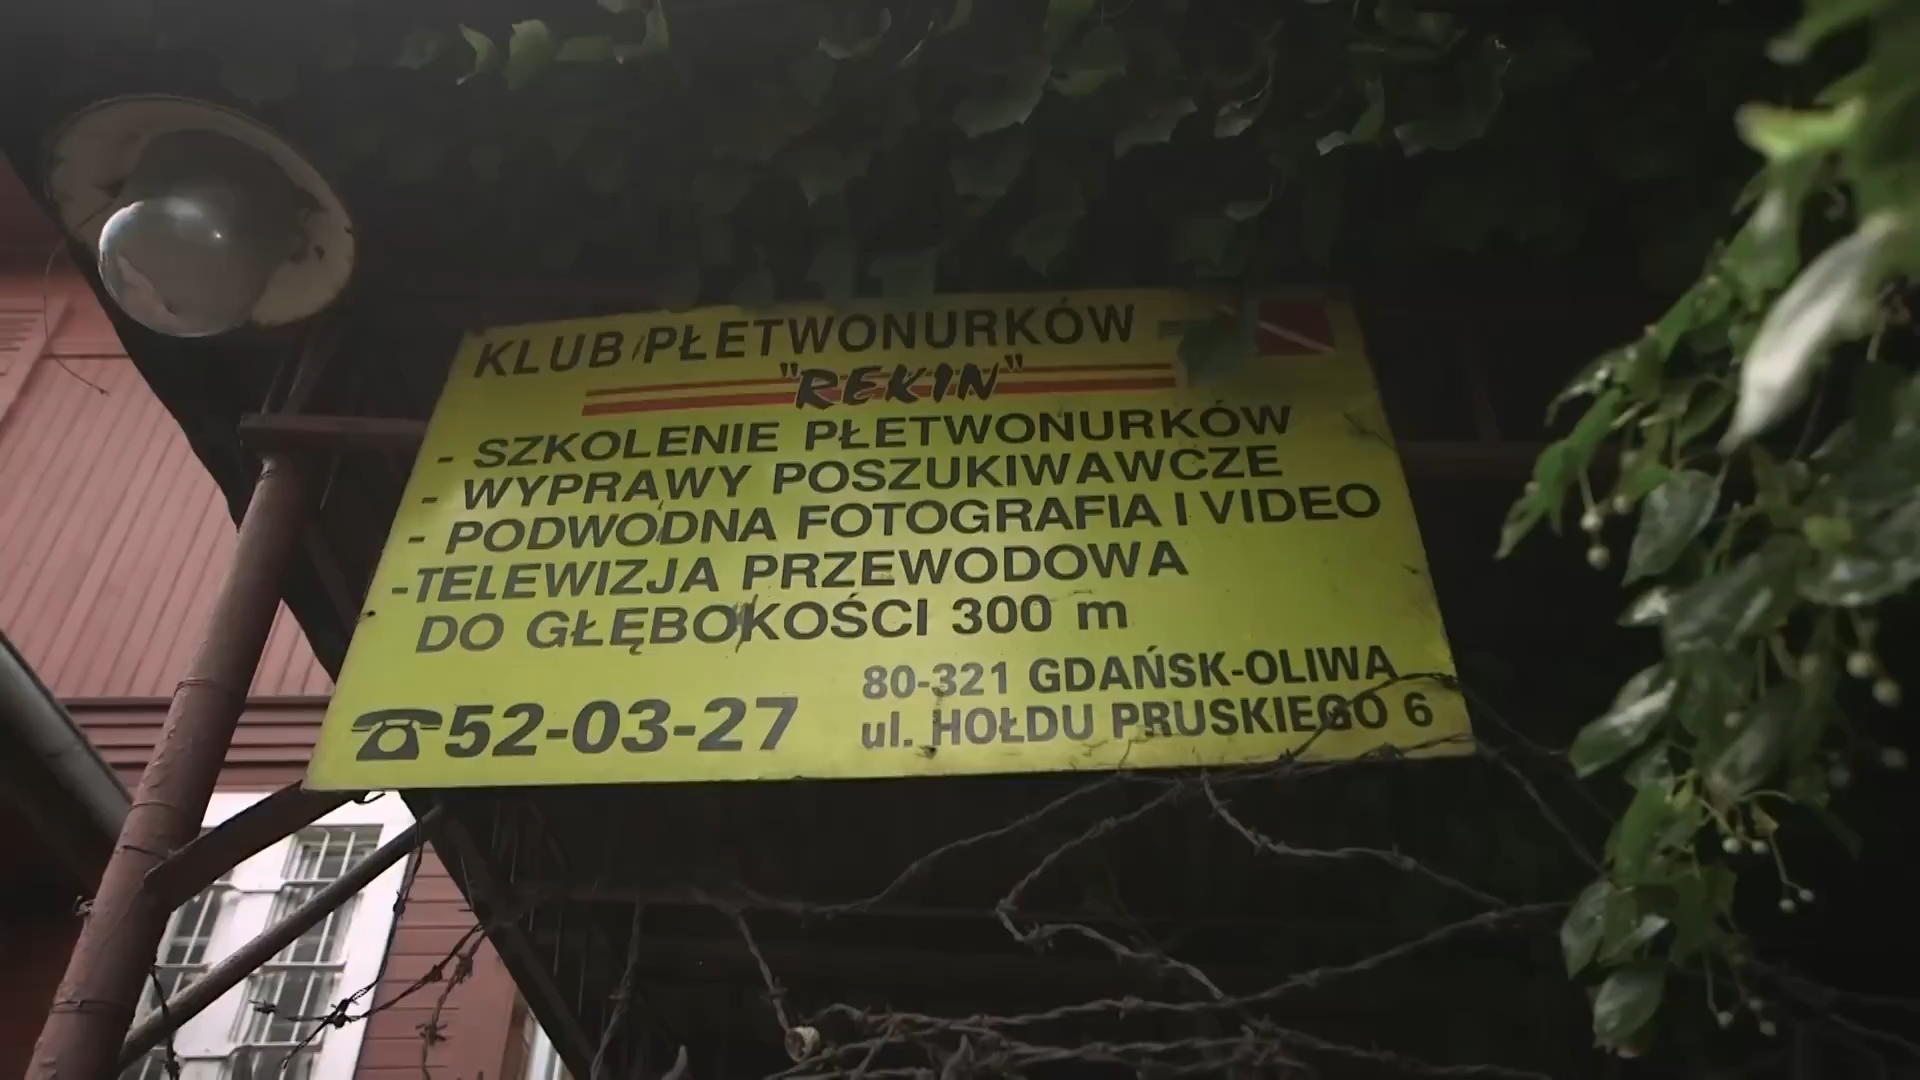 KLUB PŁETWONURKÓW
"REKIN"
- SZKOLENIE PŁETWONURKÓW
- WYPRAWY POSZUKIWAWCZE
- PODWODNA FOTOGRAFIA I VIDEO
-TELEWIZJA PRZEWODOWA
DO GŁĘBOKOŚCI 300 m
80-321 GDAŃSK-OLIWA
☎52-03-27 ul. HOŁDU PRUSKIEGO 6